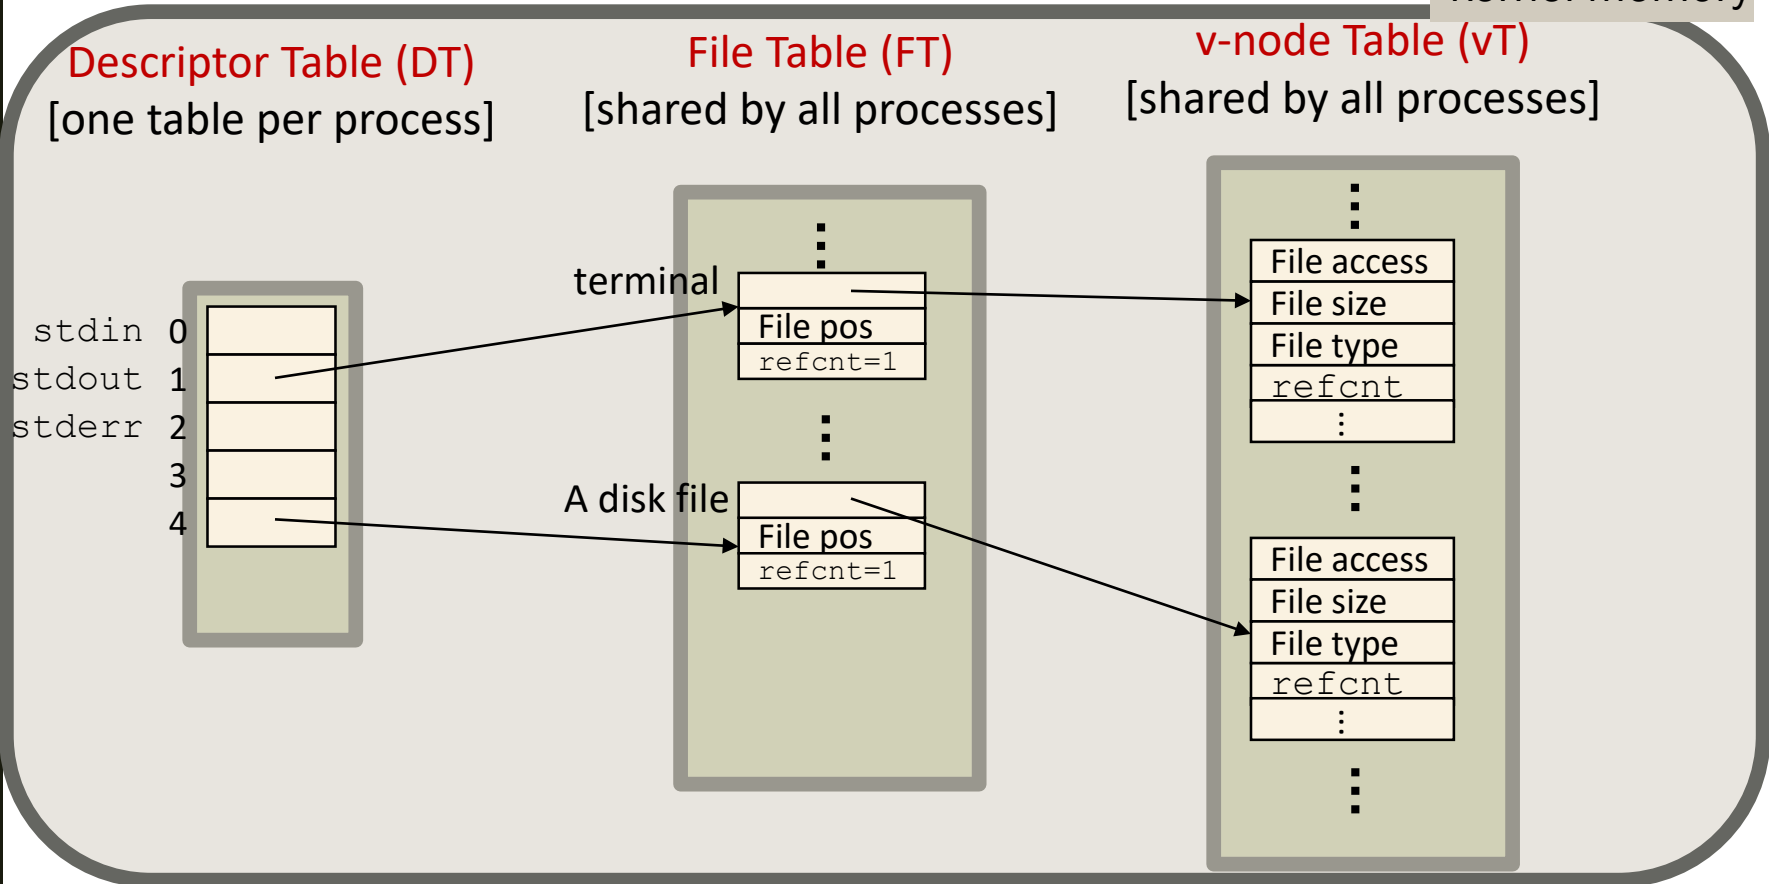 Descriptor Table (DT)
[one table per process]
File Table (FT)
[shared by all processes]
v-node Table (vT)
[shared by all processes]
stdin 0
stdout 1
stderr 2
3
4
terminal
File pos
refcnt=1
A disk file
File pos
refcnt=1
File access
File size
File type
refcnt
⋮
File access
File size
File type
refcnt
⋮